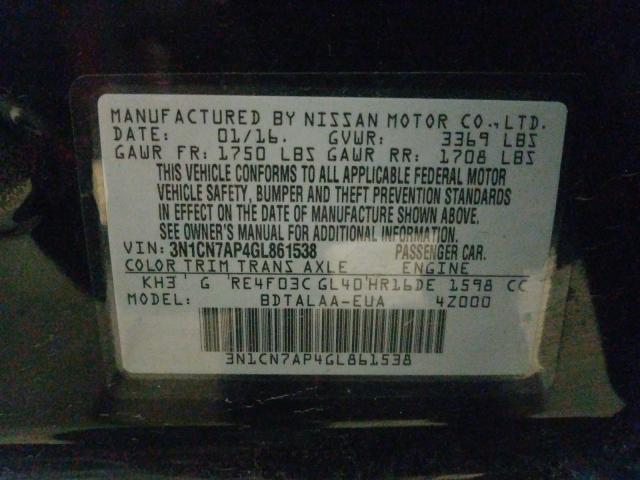 MANUFACTURED BY NISSAN MOTOR CO.,LTD.
DATE: 01/16. GVWR: 3369 LBS
GAWR FR: 1750 LBS GAWR RR: 1708 LBS
THIS VEHICLE CONFORMS TO ALL APPLICABLE FEDERAL MOTOR
VEHICLE SAFETY, BUMPER AND THEFT PREVENTION STANDARDS
IN EFFECT ON THE DATE OF MANUFACTURE SHOWN ABOVE.
SEE OWNER'S MANUAL FOR ADDITIONAL INFORMATION.
VIN: 3N1CN7AP4GL861538 PASSENGER CAR.
COLOR TRIM TRANS AXLE ENGINE
KH3' G 'RE4F03C GL40'HR16DE 1598 CC
MODEL: BDTALAA-EUA 4Z000
3N1CN7AP4GL861538